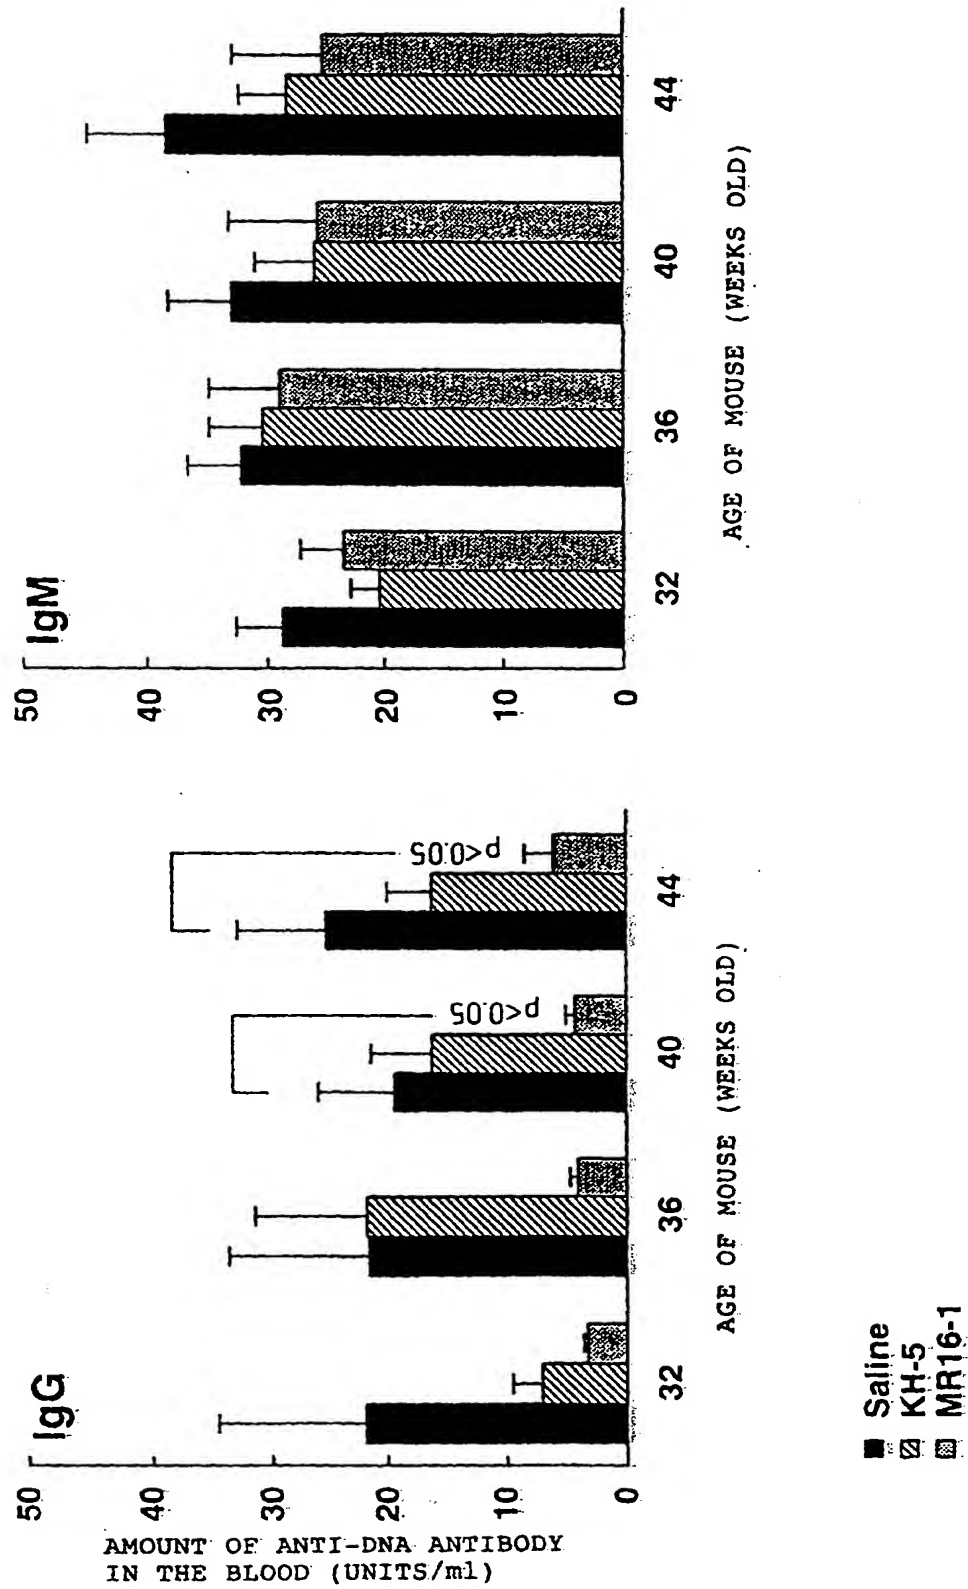 IgG
50
40
30
20
10
0
AMOUNT OF ANTI-DNA ANTIBODY
IN THE BLOOD (UNITS/ml)
p<0.05
p<0.05
32
36
40
44
AGE OF MOUSE (WEEKS OLD)
IgM
50
40
30
20
10
0
32
36
40
44
AGE OF MOUSE (WEEKS OLD)
Saline
KH-5
MR16-1